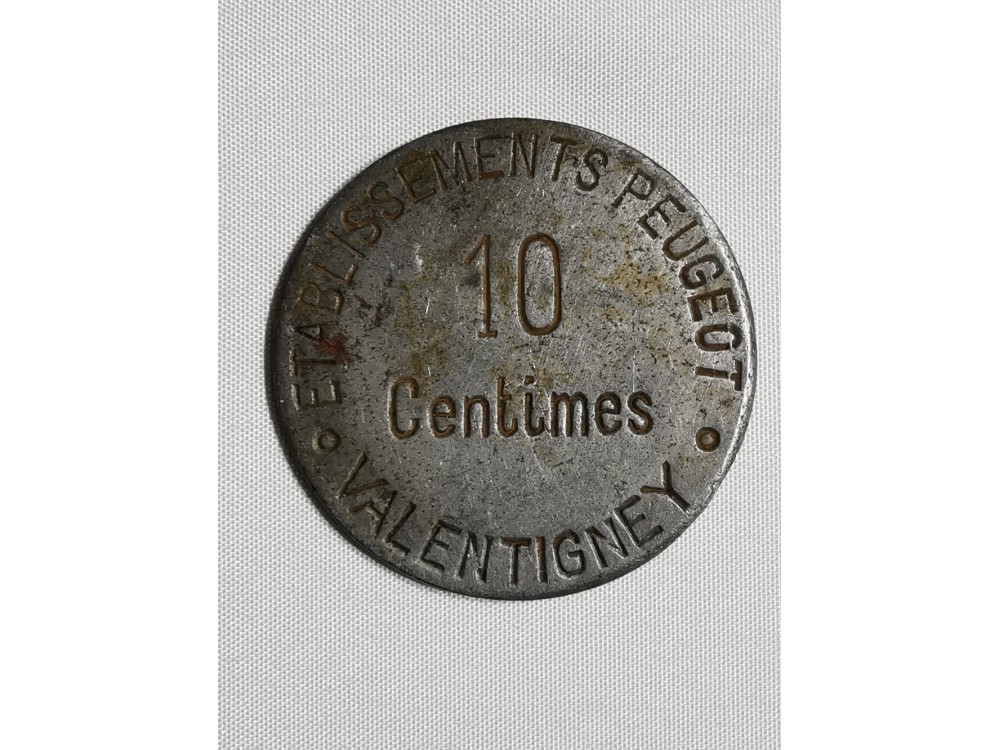 ETABLISSEMENTS PEUGEOT
10
Centimes
VALENTIGNEY